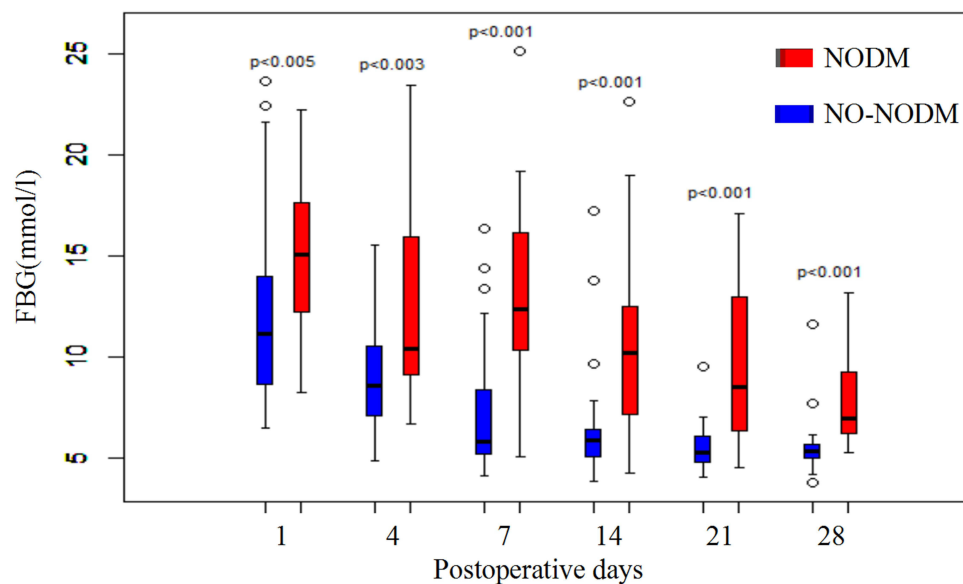 p<0.005
p<0.003
p<0.001
p<0.001
p<0.001
p<0.001
NODM
NO-NODM
FBG(mmol/l)
25
20
15
10
5
1 4 7 14 21 28
Postoperative days